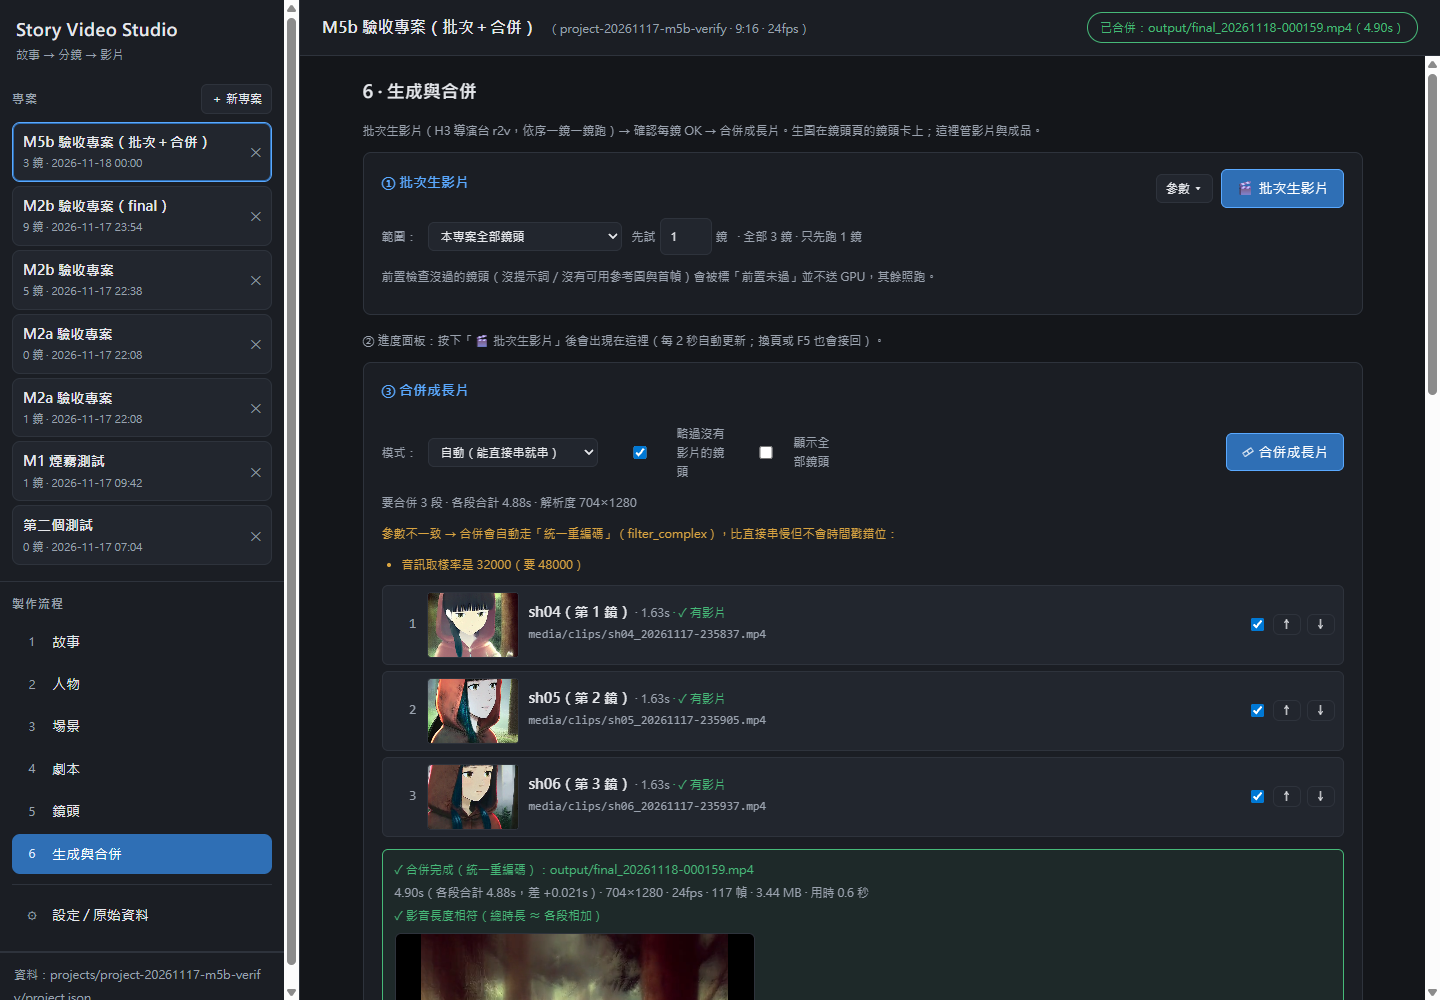 Story Video Studio
故事 → 分鏡 → 影片
專案
+ 新專案
M5b 驗收專案（批次＋合併）
3 鏡 · 2026-11-18 00:00
M2b 驗收專案（final）
9 鏡 · 2026-11-17 23:54
M2b 驗收專案
5 鏡 · 2026-11-17 22:38
M2a 驗收專案
0 鏡 · 2026-11-17 22:08
M2a 驗收專案
1 鏡 · 2026-11-17 22:08
M1 煙霧測試
1 鏡 · 2026-11-17 09:42
第二個測試
0 鏡 · 2026-11-17 07:04
製作流程
1 故事
2 人物
3 場景
4 劇本
5 鏡頭
6 生成與合併
設定 / 原始資料
資料：projects/project-20261117-m5b-verif
y/project.json
M5b 驗收專案（批次＋合併）（project-20261117-m5b-verify · 9:16 · 24fps）
已合併：output/final_20261118-000159.mp4（4.90s）
6 · 生成與合併
批次生影片（H3 導演台 r2v，依序一鏡一鏡跑）→ 確認每鏡 OK → 合併成長片。生圖在鏡頭頁的鏡頭卡上；這裡管影片與成品。
① 批次生影片
參數
批次生影片
範圍： 本專案全部鏡頭 先試 1 鏡 · 全部 3 鏡 · 只先跑 1 鏡
前置檢查沒過的鏡頭（沒提示詞 / 沒有可用參考圖與首幀）會被標「前置未過」並不送 GPU，其餘照跑。
② 進度面板：按下「🎬 批次生影片」後會出現在這裡（每 2 秒自動更新；換頁或 F5 也會接回）。
③ 合併成長片
模式： 自動（能直接串就串）
略過沒有
影片的鏡
頭
顯示全
部鏡頭
合併成長片
要合併 3 段 · 各段合計 4.88s · 解析度 704×1280
參數不一致 → 合併會自動走「統一重編碼」（filter_complex），比直接串慢但不會時間戳錯位：
• 音訊取樣率是 32000（要 48000）
1 sh04（第 1 鏡） · 1.63s · ✓ 有影片
media/clips/sh04_20261117-235837.mp4
↑ ↓
2 sh05（第 2 鏡） · 1.63s · ✓ 有影片
media/clips/sh05_20261117-235905.mp4
↑ ↓
3 sh06（第 3 鏡） · 1.63s · ✓ 有影片
media/clips/sh06_20261117-235937.mp4
↑ ↓
✓ 合併完成（統一重編碼）：output/final_20261118-000159.mp4
4.90s（各段合計 4.88s，差 +0.021s） · 704×1280 · 24fps · 117 幀 · 3.44 MB · 用時 0.6 秒
✓ 影音長度相符（總時長 ≈ 各段相加）